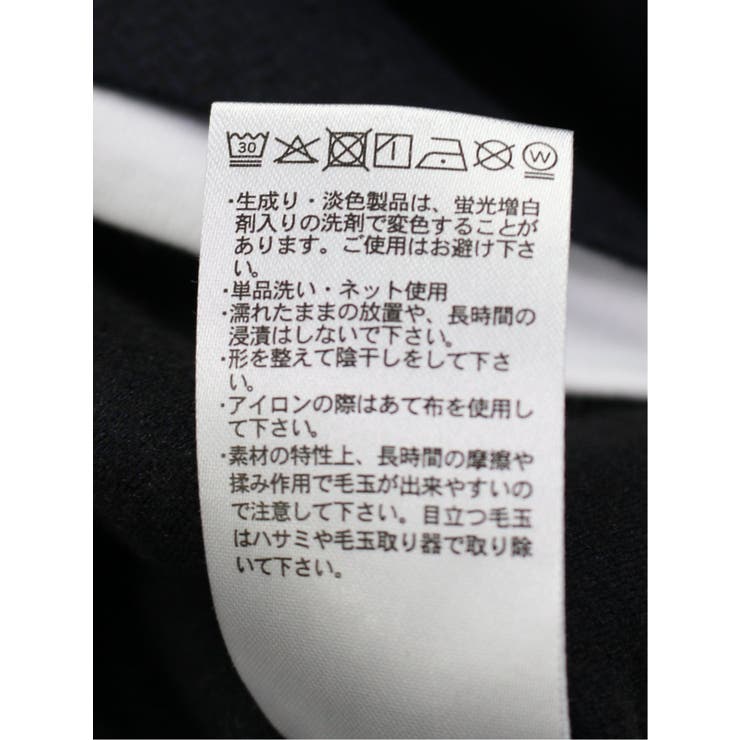 30 W
・生成り・淡色製品は、蛍光増白
剤入りの洗剤で変色することが
あります。ご使用はお避け下さ
い。
・単品洗い・ネット使用
・濡れたままの放置や、長時間の
浸漬はしないで下さい。
・形を整えて陰干しをして下さ
い。
・アイロンの際はあて布を使用し
て下さい。
・素材の特性上、長時間の摩擦や
揉み作用で毛玉が出来やすいの
で注意して下さい。目立つ毛玉
はハサミや毛玉取り器で取り除
いて下さい。